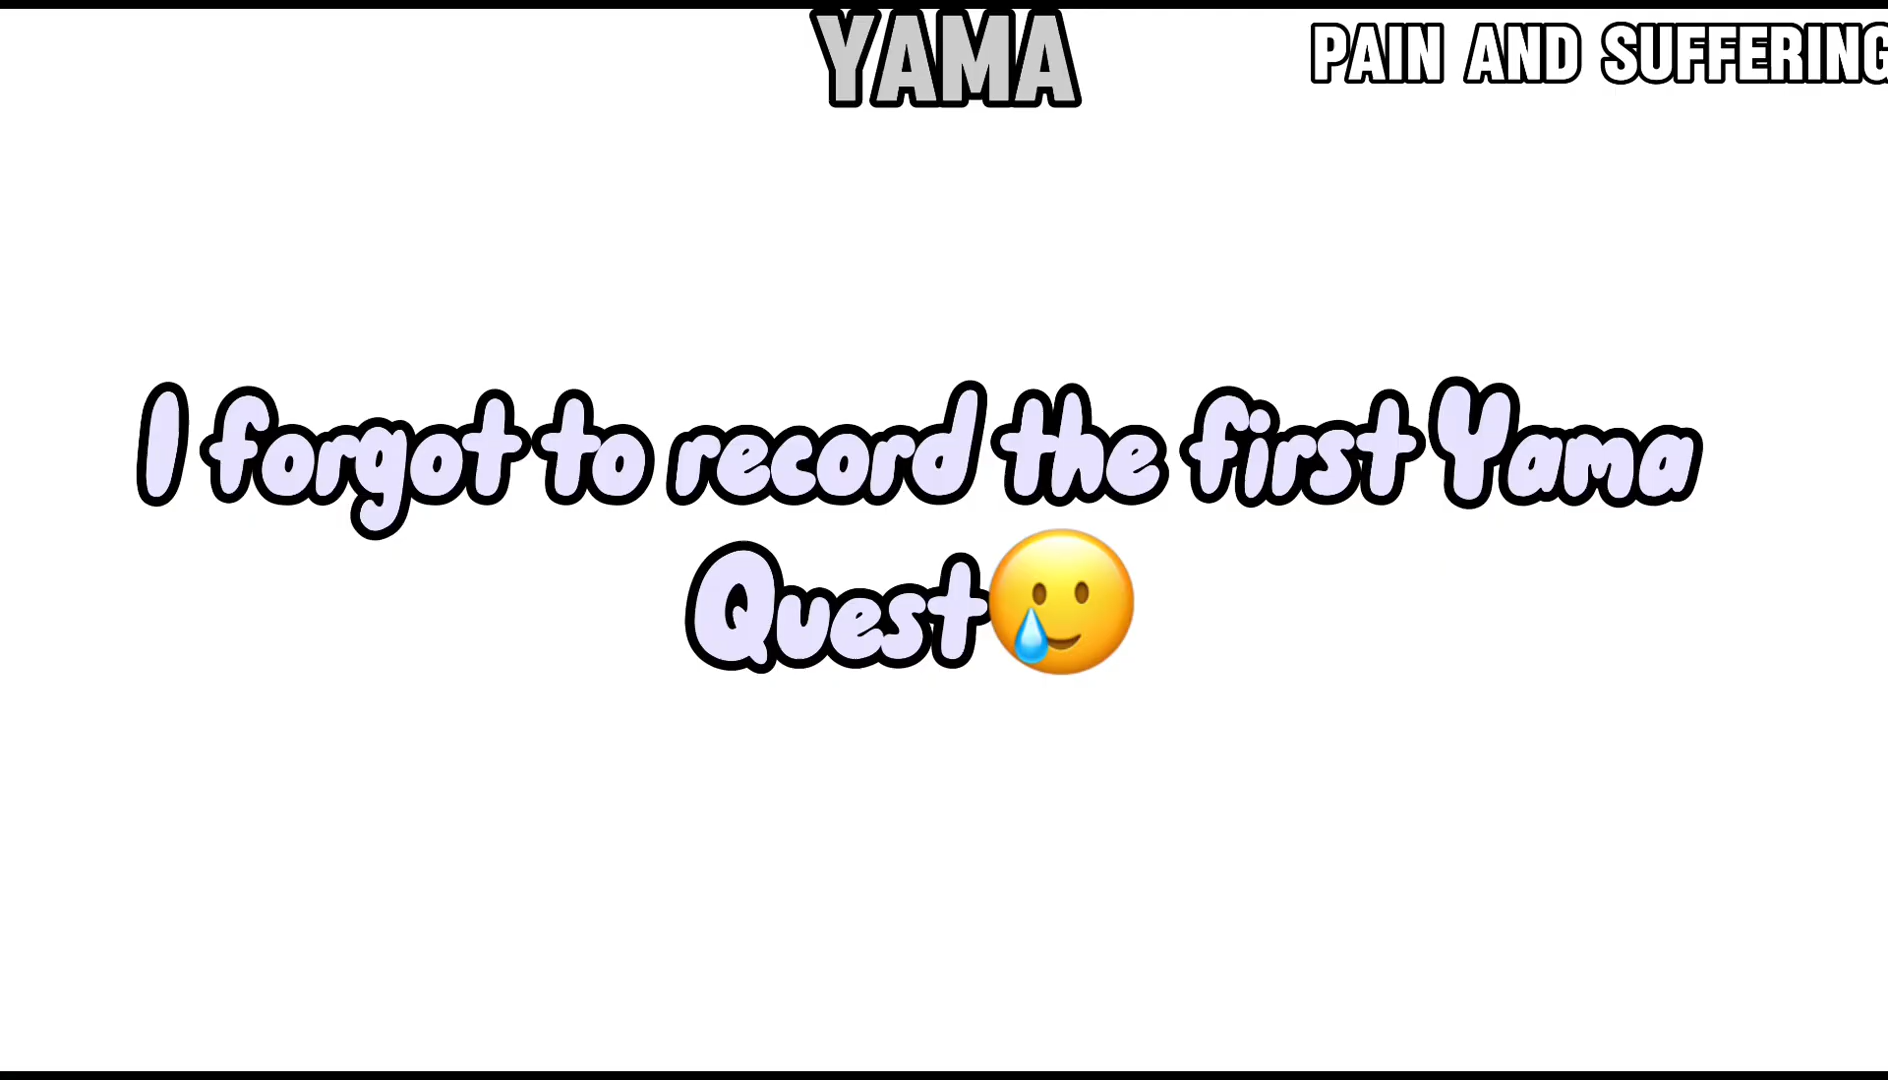 YAMA
PAIN AND SUFFERING
I forgot to record the first Yama
Quest🥲